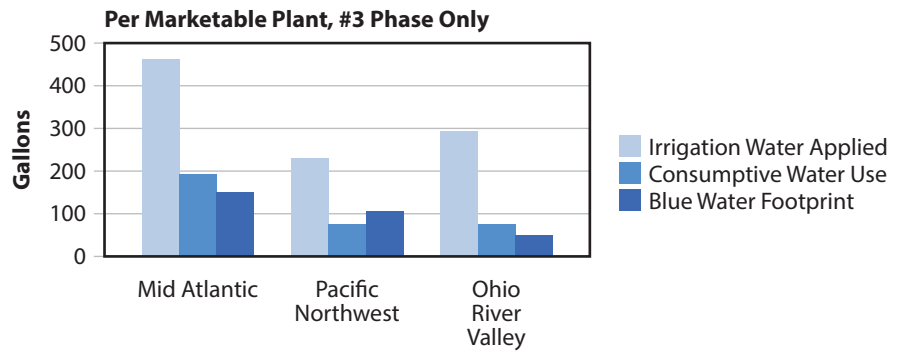 Per Marketable Plant, #3 Phase Only
Gallons
500
400
300
200
100
0
Mid Atlantic
Pacific
Northwest
Ohio
River
Valley
Irrigation Water Applied
Consumptive Water Use
Blue Water Footprint